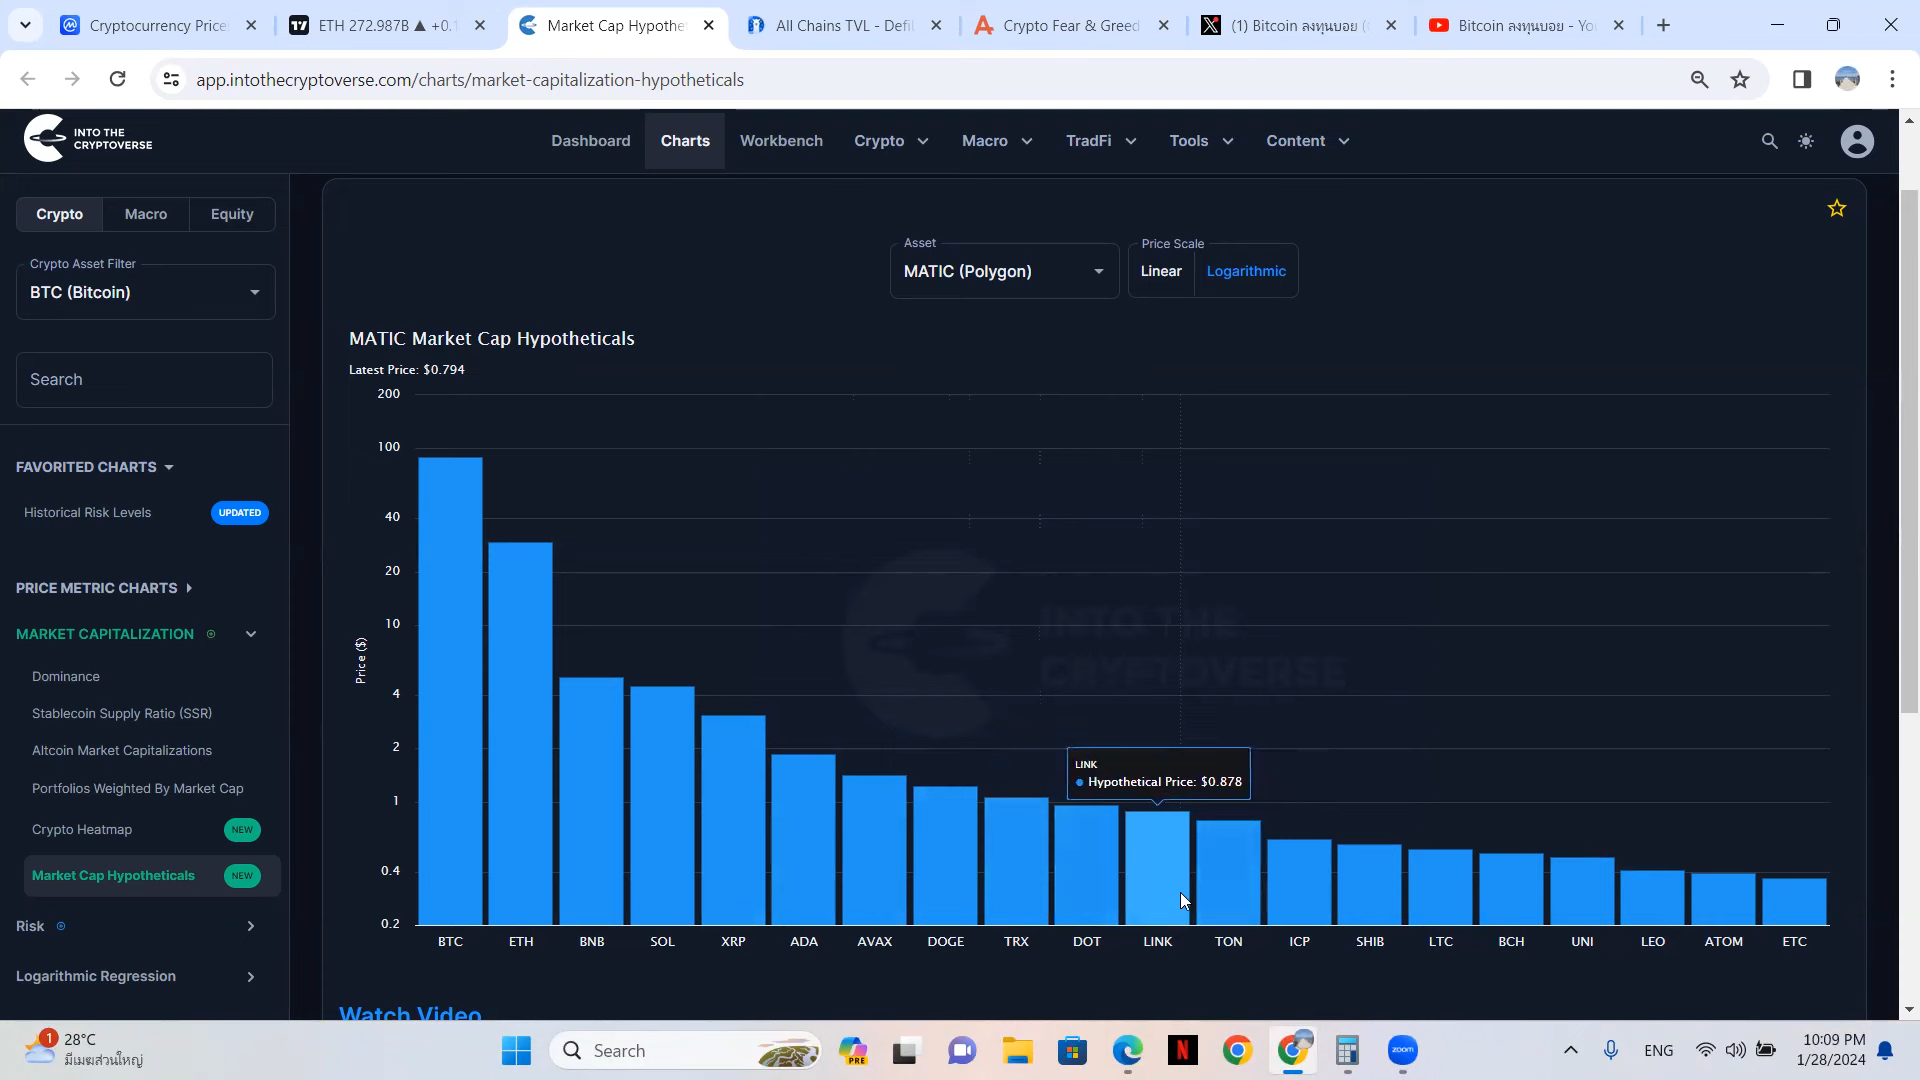 Cryptocurrency Price
ETH 272.987B ▲ +0.
Market Cap Hypothe
All Chains TVL - Defi
Crypto Fear & Greed
(1) Bitcoin ลงทุนบอย (
Bitcoin ลงทุนบอย - Yo
app.intothecryptoverse.com/charts/market-capitalization-hypotheticals
INTO THE
CRYPTOVERSE
Dashboard
Charts
Workbench
Crypto
Macro
TradFi
Tools
Content
Crypto
Macro
Equity
Crypto Asset Filter
BTC (Bitcoin)
Search
FAVORITED CHARTS
Historical Risk Levels
UPDATED
PRICE METRIC CHARTS
MARKET CAPITALIZATION
Dominance
Stablecoin Supply Ratio (SSR)
Altcoin Market Capitalizations
Portfolios Weighted By Market Cap
Crypto Heatmap
NEW
Market Cap Hypotheticals
NEW
Risk
Logarithmic Regression
Asset
MATIC (Polygon)
Price Scale
Linear
Logarithmic
MATIC Market Cap Hypotheticals
Latest Price: $0.794
200
100
40
20
10
4
2
1
0.4
0.2
Price ($)
INTO THE
CRYPTOVERSE
LINK
Hypothetical Price: $0.878
BTC
ETH
BNB
SOL
XRP
ADA
AVAX
DOGE
TRX
DOT
LINK
TON
ICP
SHIB
LTC
BCH
UNI
LEO
ATOM
ETC
Watch Video
1
28°C
มีเมฆส่วนใหญ่
Search
PRE
N
zoom
ENG
10:09 PM
1/28/2024